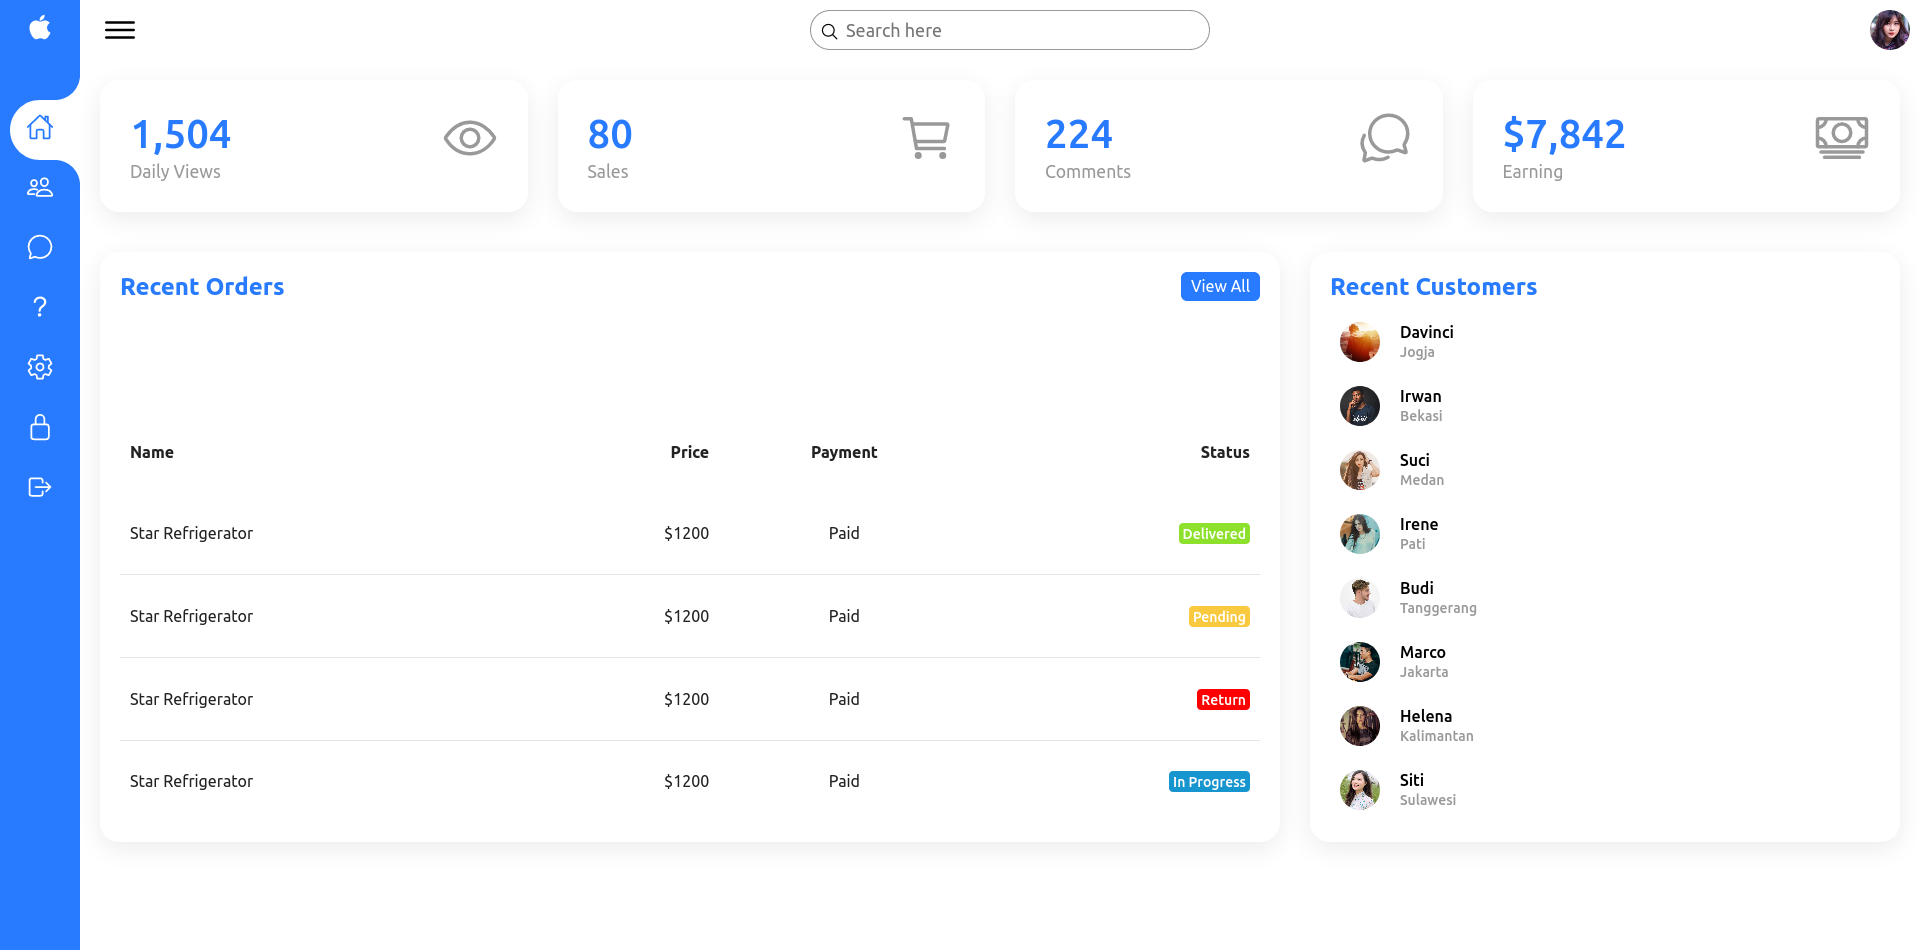 Search here
1,504
Daily Views
80
Sales
224
Comments
$7,842
Earning
Recent Orders
View All
Name Price Payment Status
Star Refrigerator $1200 Paid Delivered
Star Refrigerator $1200 Paid Pending
Star Refrigerator $1200 Paid Return
Star Refrigerator $1200 Paid In Progress
Recent Customers
Davinci
Jogja
Irwan
Bekasi
Suci
Medan
Irene
Pati
Budi
Tanggerang
Marco
Jakarta
Helena
Kalimantan
Siti
Sulawesi